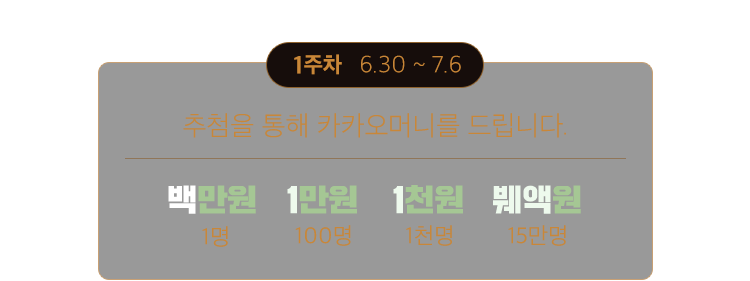 1주차 6.30 ~ 7.6
추첨을 통해 카카오머니를 드립니다
백만원 1만원 1천원 뷐액원
1명 100명 1천명 15만명